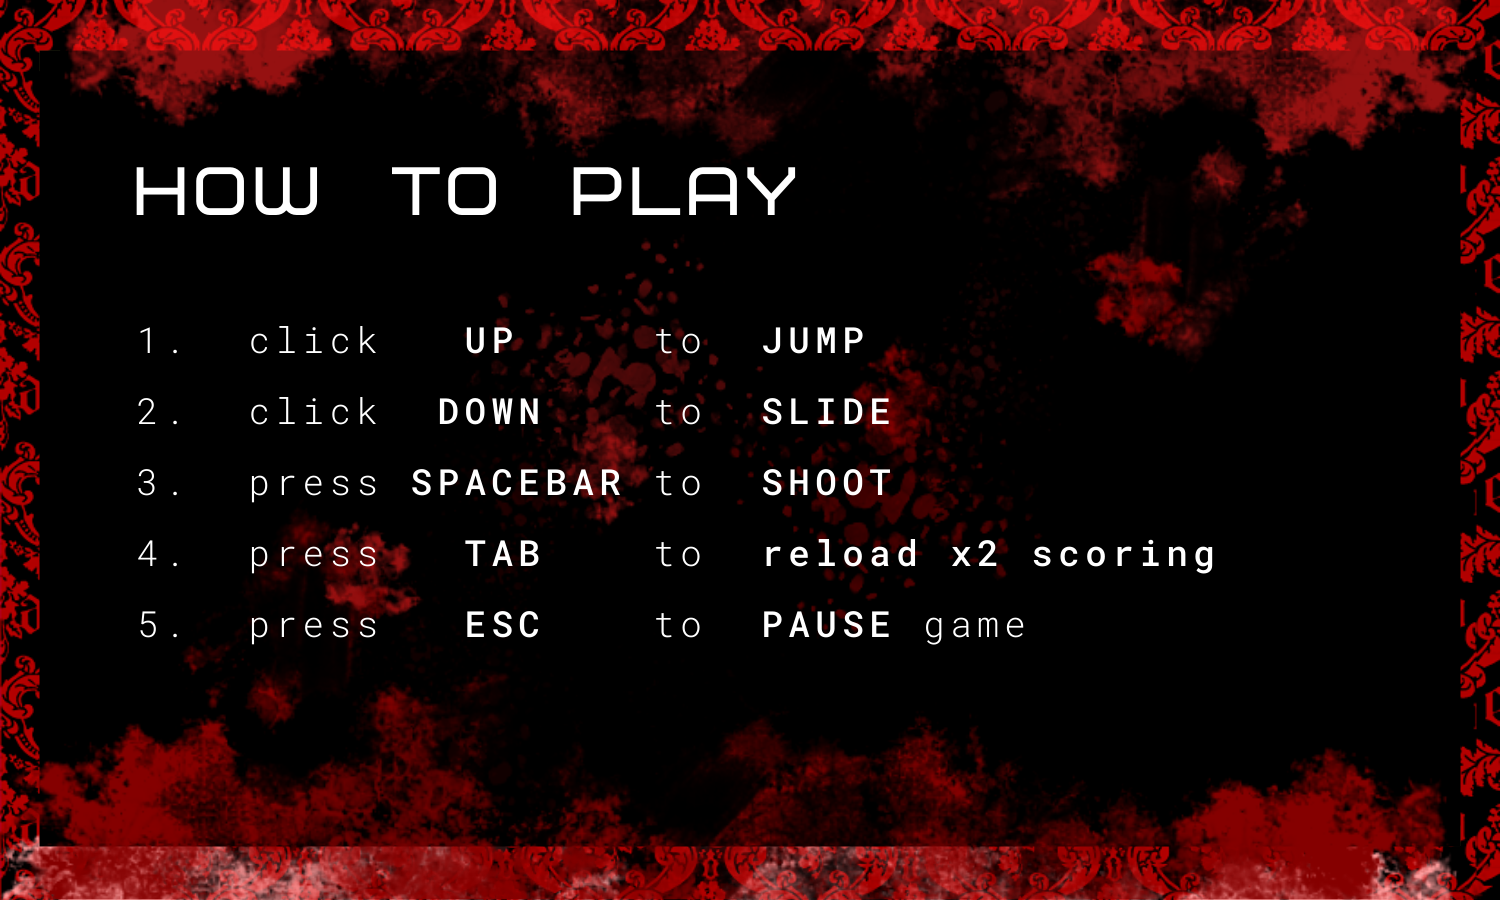 HOW TO PLAY
1. click UP to JUMP
2. click DOWN to SLIDE
3. press SPACEBAR to SHOOT
4. press TAB to reload x2 scoring
5. press ESC to PAUSE game